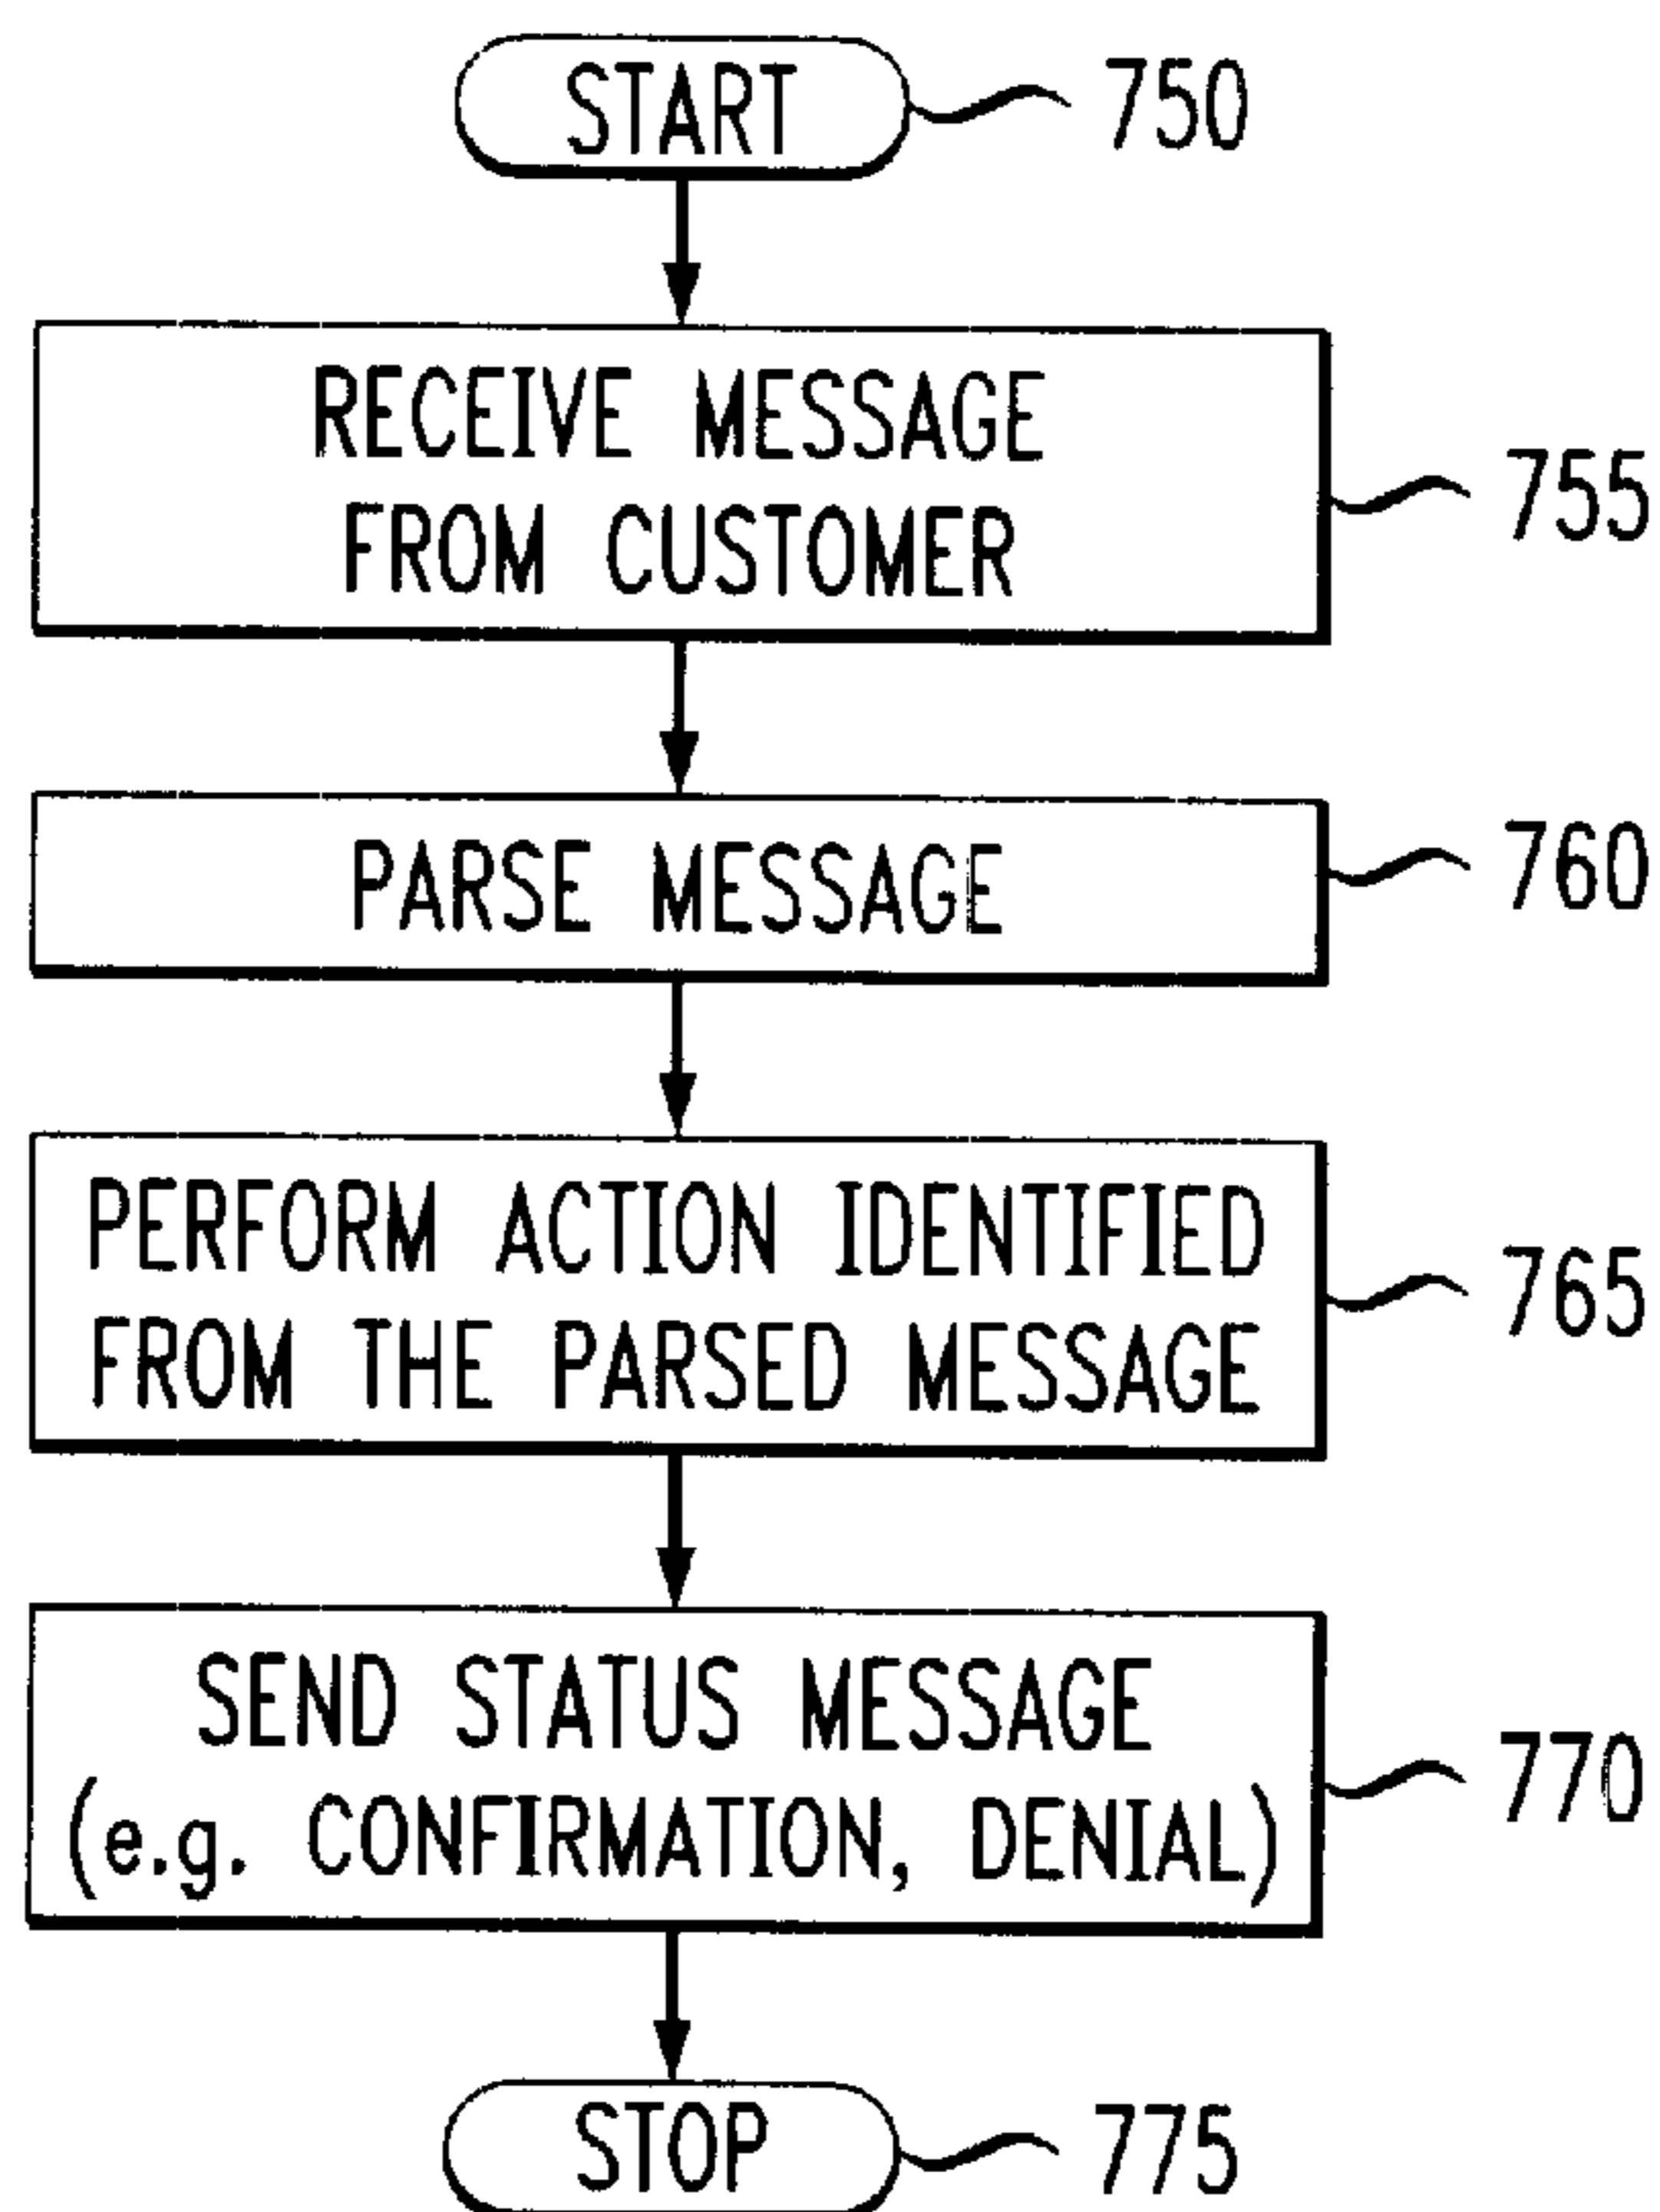 START
750
RECEIVE MESSAGE
FROM CUSTOMER
755
PARSE MESSAGE
760
PERFORM ACTION IDENTIFIED
FROM THE PARSED MESSAGE
765
SEND STATUS MESSAGE
(e.g. CONFIRMATION, DENIAL)
770
STOP
775